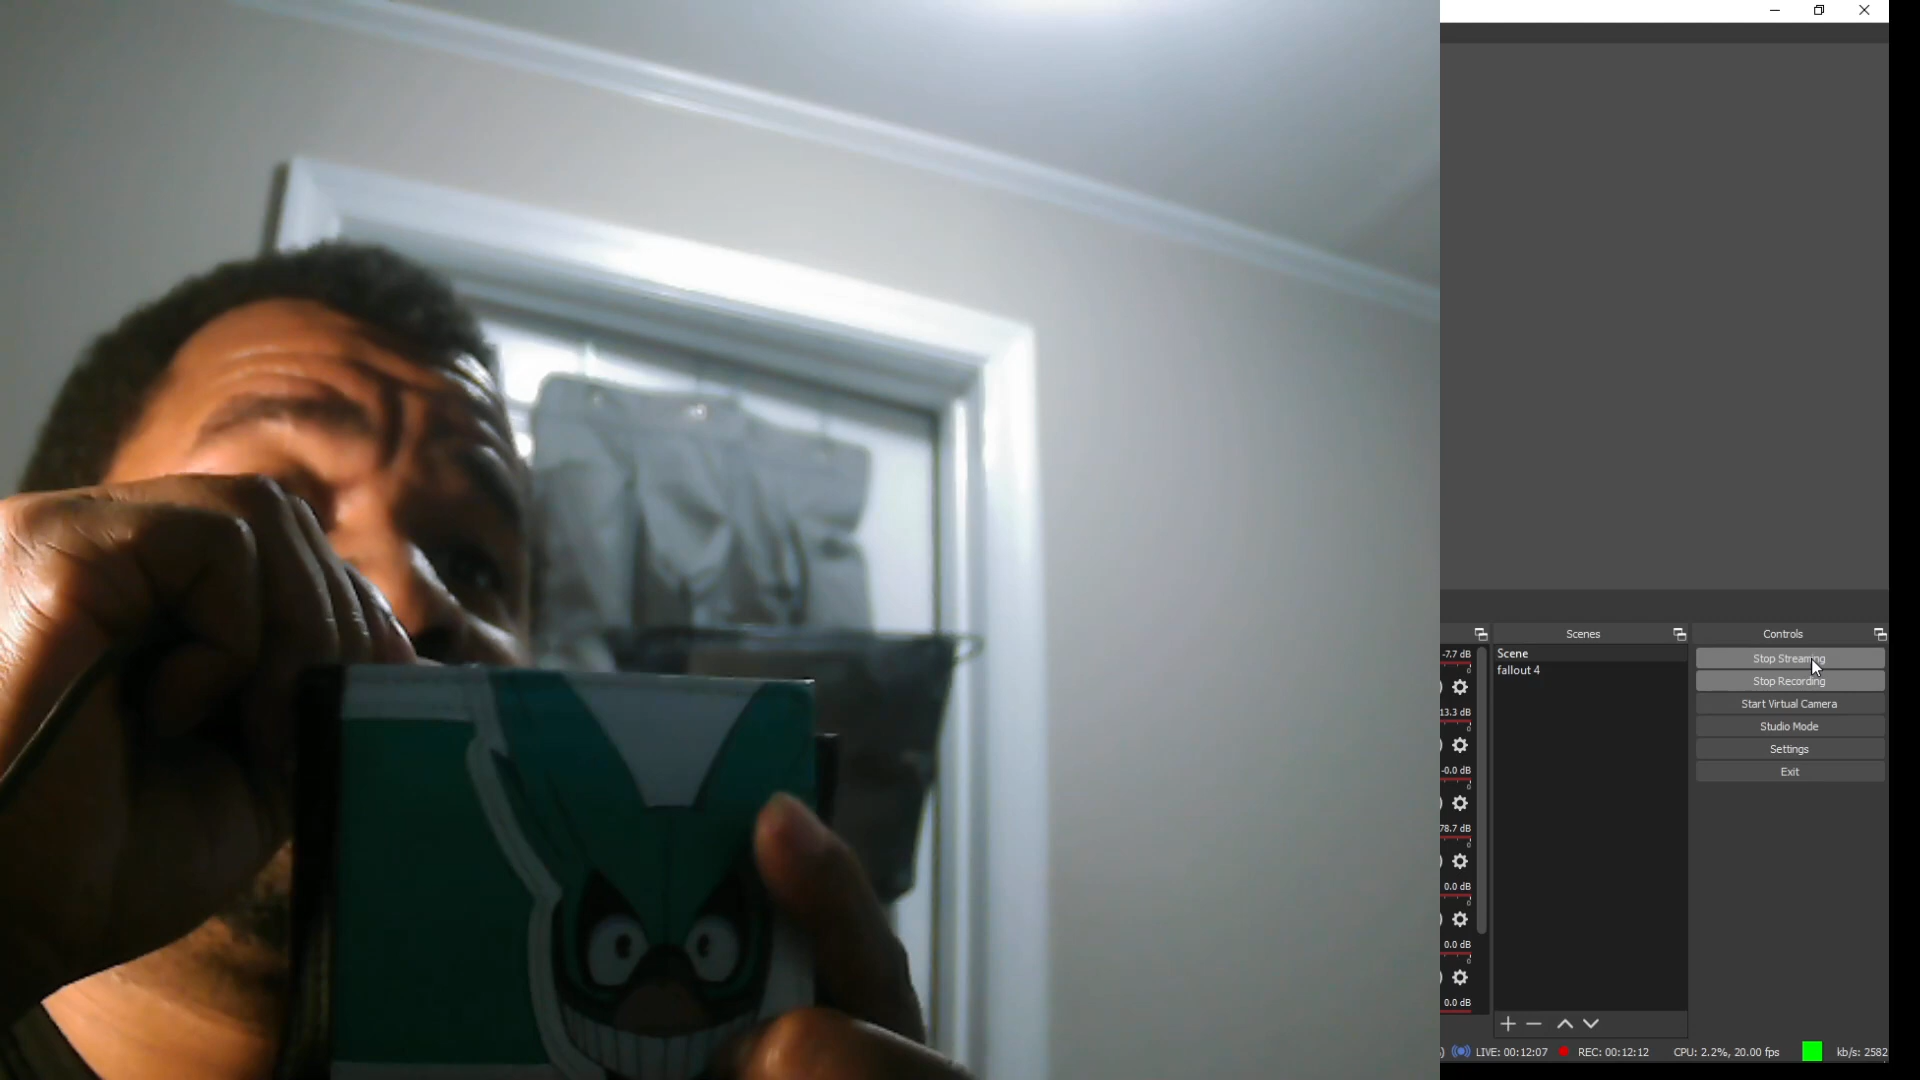 Scenes
Controls
-7.7 dB
Scene
Stop Streaming
fallout 4
Stop Recording
Start Virtual Camera
13.3 dB
Studio Mode
Settings
-0.0 dB
Exit
78.7 dB
0.0 dB
0.0 dB
0.0 dB
LIVE: 00:12:07 REC: 00:12:12 CPU: 2.2%, 20.00 fps kb/s: 2582